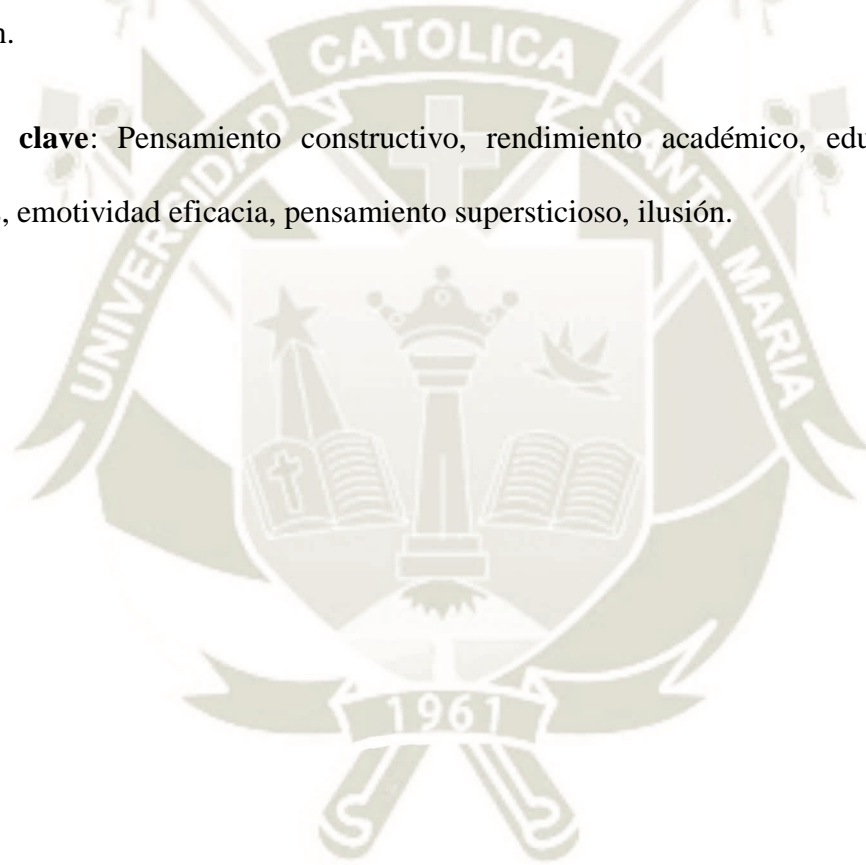 n.
clave: Pensamiento constructivo, rendimiento académico, edu
, emotividad eficacia, pensamiento supersticioso, ilusión.
UNIVERSIDAD CATOLICA SANTA MARIA
1961